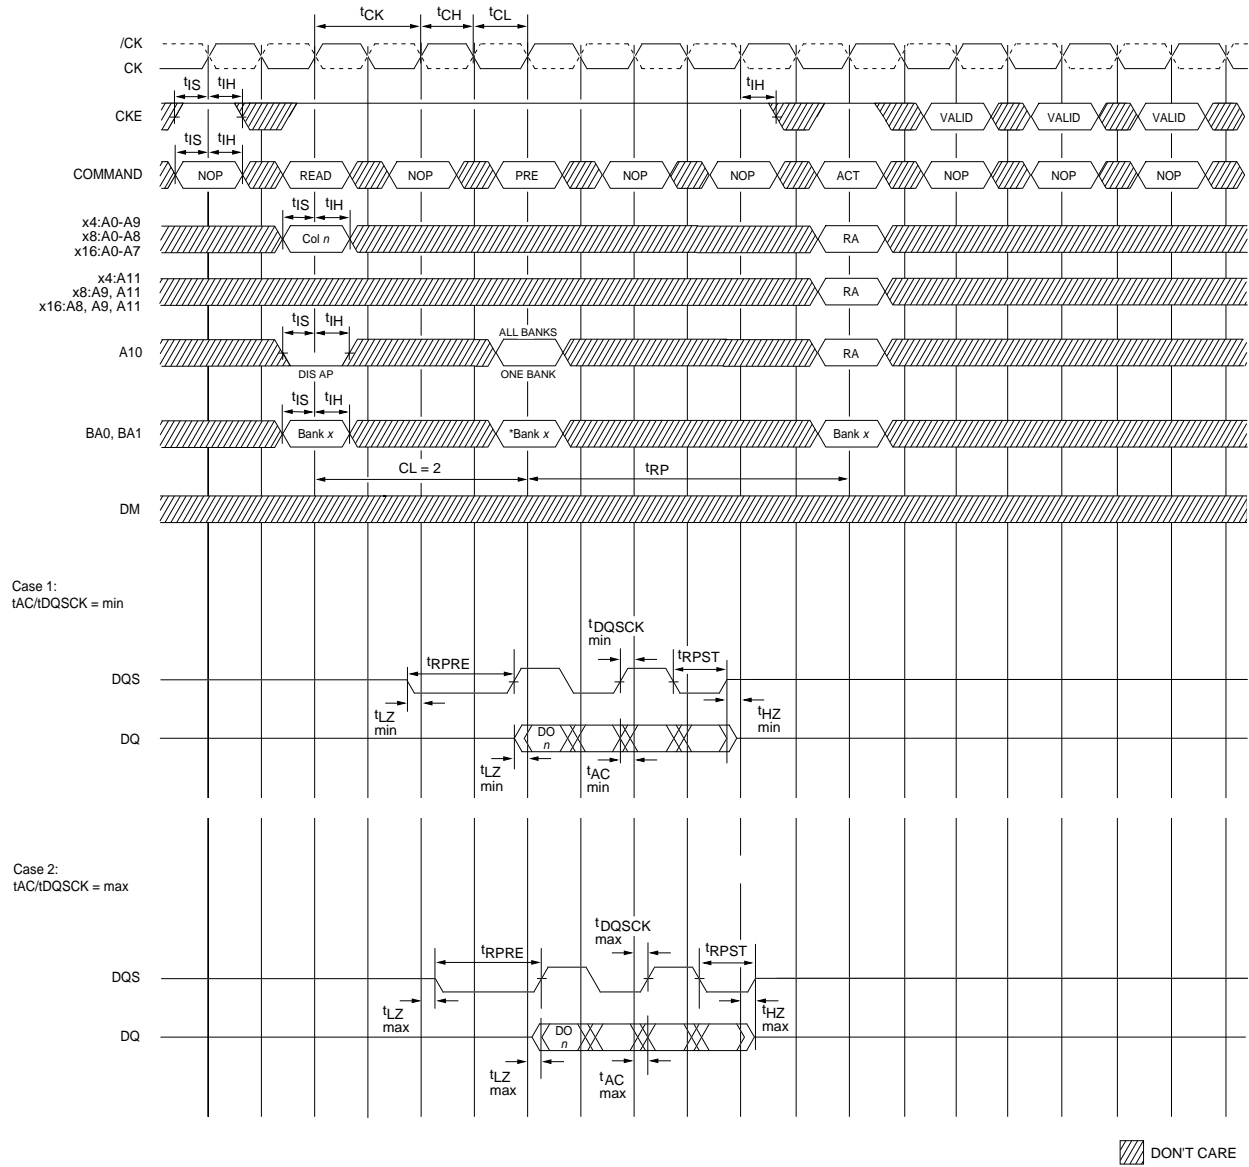 tCK tCH tCL
/CK
CK
tIS tIH tIH
CKE VALID VALID VALID
tIS tIH
COMMAND NOP READ NOP PRE NOP NOP ACT NOP NOP NOP
tIS tIH
x4:A0-A9
x8:A0-A8
x16:A0-A7
Col n RA
x4:A11
x8:A9, A11
x16:A8, A9, A11
RA
tIS tIH ALL BANKS
A10 RA
DIS AP ONE BANK
tIS tIH
BA0, BA1 Bank x *Bank x Bank x
CL = 2 tRP
DM
Case 1:
tAC/tDQSCK = min
tDQSCK
min
tRPRE tRPST
DQS
tLZ
min
tHZ
min
DQ DO
n
tLZ
min
tAC
min
Case 2:
tAC/tDQSCK = max
tDQSCK
max
tRPRE tRPST
DQS
tLZ
max
tHZ
max
DQ DO
n
tLZ
max
tAC
max
DON'T CARE